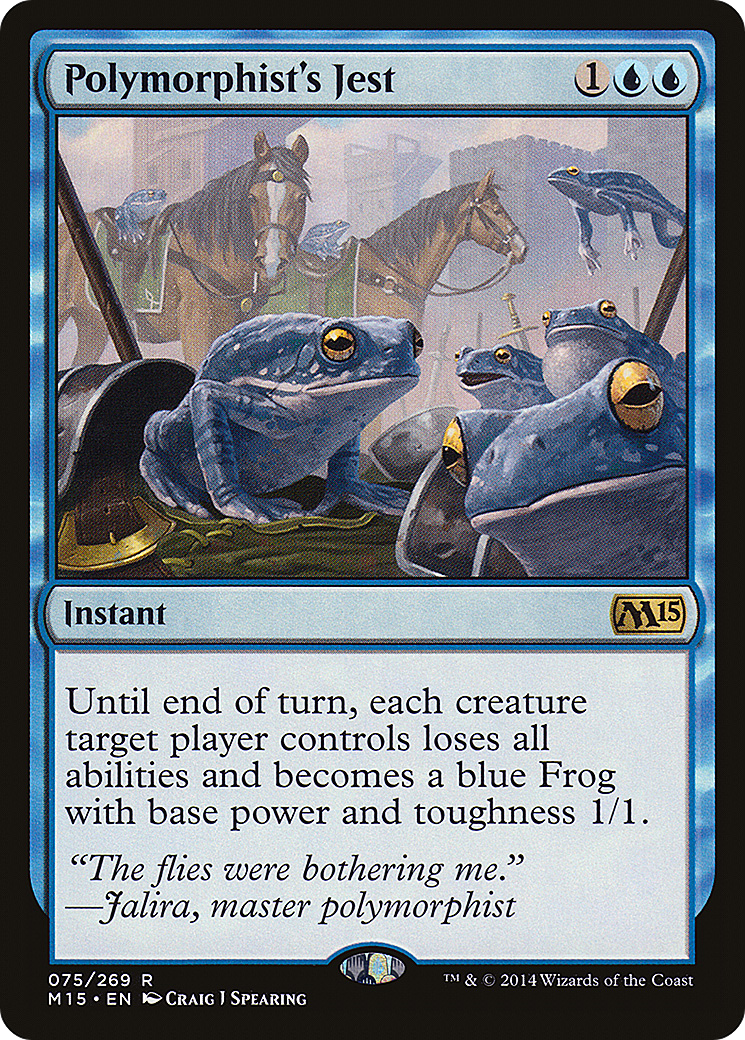 Polymorphist's Jest 1
Instant M15
Until end of turn, each creature
target player controls loses all
abilities and becomes a blue Frog
with base power and toughness 1/1.
“The flies were bothering me.”
—Jalira, master polymorphist
075/269 R
M15 • EN Craig J Spearing
™ & © 2014 Wizards of the Coast